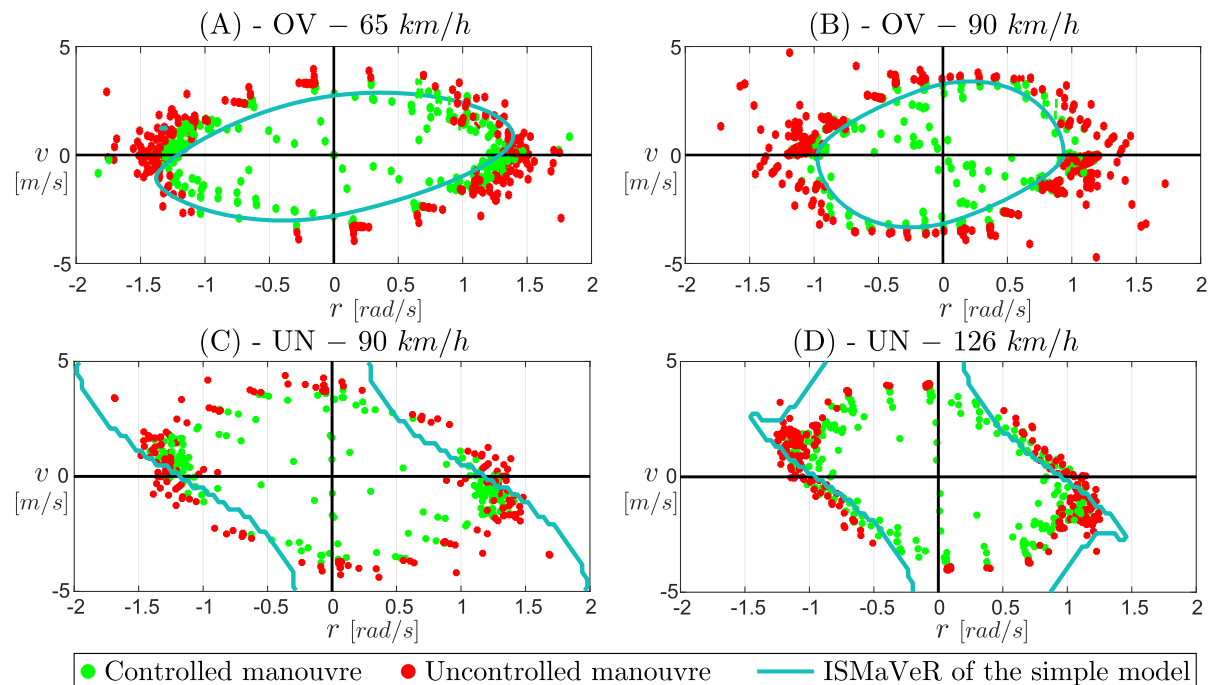 (A) - OV − 65 km/h
(B) - OV − 90 km/h
5
v 0
[m/s]
-5
-2 -1.5 -1 -0.5 0 0.5 1 1.5 2
r [rad/s]
5
v 0
[m/s]
-5
-2 -1.5 -1 -0.5 0 0.5 1 1.5 2
r [rad/s]
(C) - UN − 90 km/h
(D) - UN − 126 km/h
5
v 0
[m/s]
-5
-2 -1.5 -1 -0.5 0 0.5 1 1.5 2
r [rad/s]
5
v 0
[m/s]
-5
-2 -1.5 -1 -0.5 0 0.5 1 1.5 2
r [rad/s]
Controlled manouvre Uncontrolled manouvre ISMaVeR of the simple model